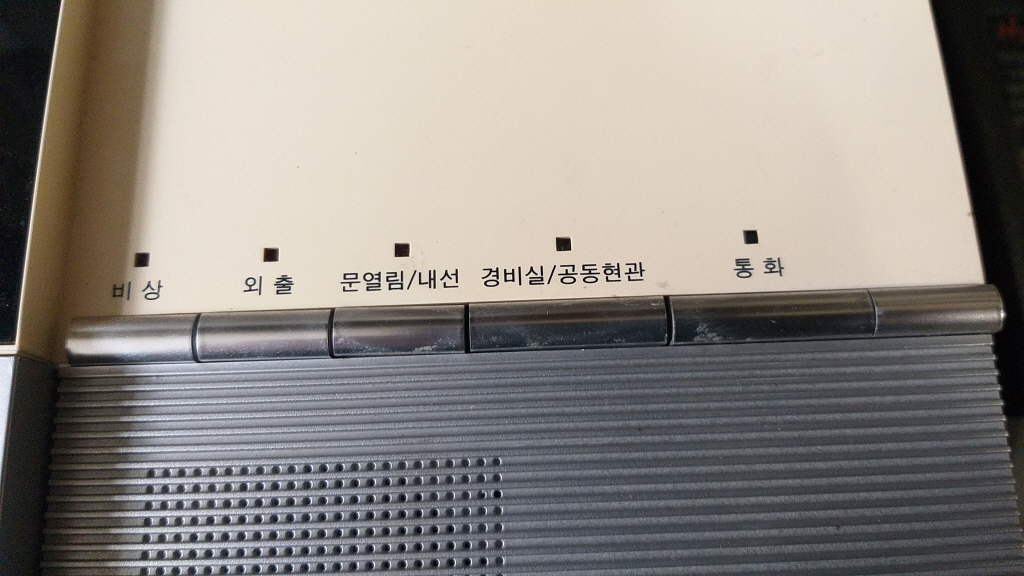 비 상 외 출 문열림/내선 경비실/공동현관 통 화